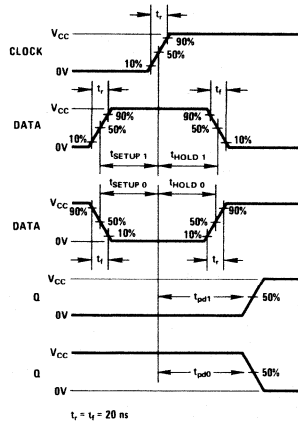 t_r
V_CC
90%
CLOCK
50%
0V
10%
t_r
t_f
V_CC
90%
90%
DATA
50%
50%
10%
10%
0V
t_SETUP 1
t_HOLD 1
t_SETUP 0
t_HOLD 0
V_CC
90%
90%
50%
50%
DATA
10%
10%
0V
t_f
t_r
V_CC
t_pd1
Q
50%
0V
V_CC
t_pd0
Q
50%
0V
t_r = t_f = 20 ns